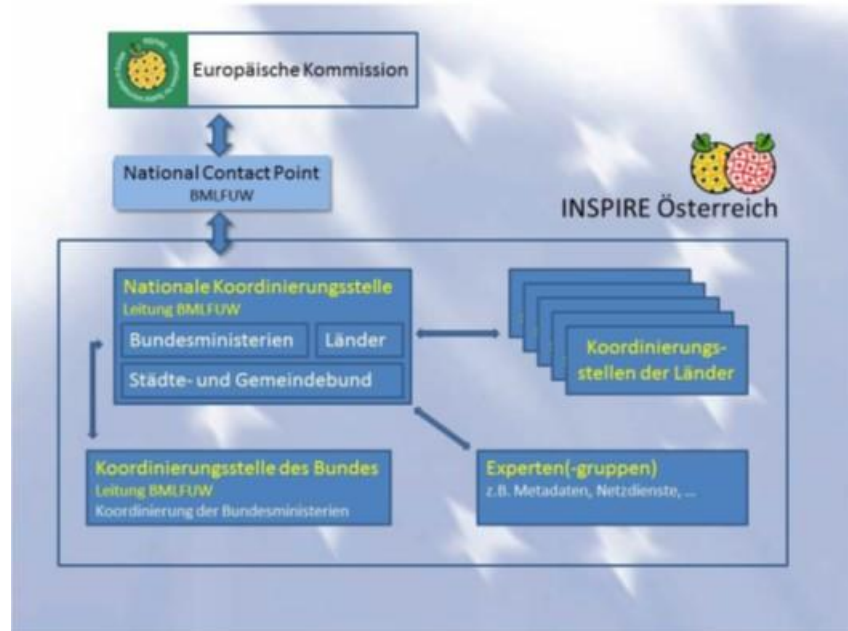 Europäische Kommission
National Contact Point
BMLFUW
INSPIRE Österreich
Nationale Koordinierungsstelle
Leitung BMLFUW
Bundesministerien
Länder
Städte- und Gemeindebund
Koordinierungs-
stellen der Länder
Koordinierungsstelle des Bundes
Leitung BMLFUW
Koordinierung der Bundesministerien
Experten(-gruppen)
z.B. Metadaten, Netzdienste, ...